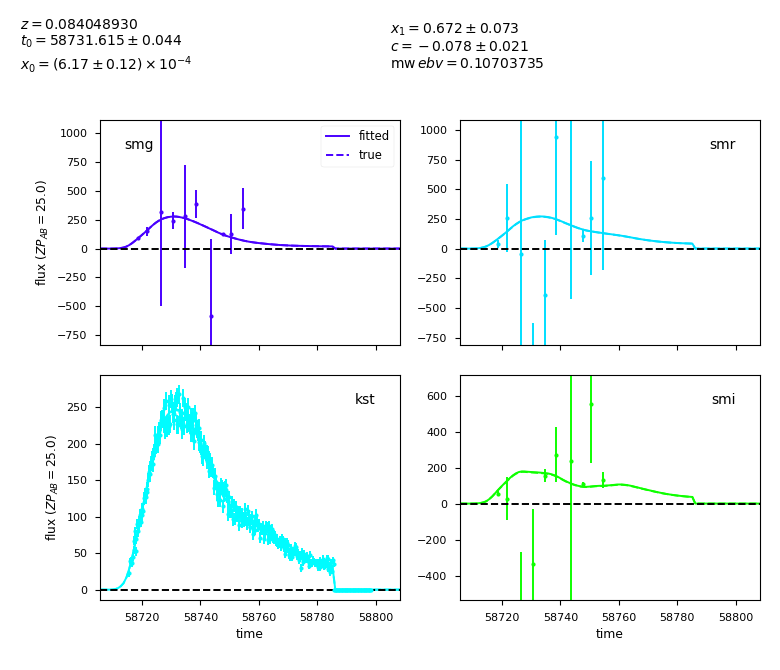 z = 0.084048930
t₀ = 58731.615 ± 0.044
x₀ = (6.17 ± 0.12) × 10⁻⁴
x₁ = 0.672 ± 0.073
c = −0.078 ± 0.021
mw ebv = 0.10703735
smg
fitted
true
1000
750
500
250
0
−250
−500
−750
flux (ZP_AB = 25.0)
smr
1000
750
500
250
0
−250
−500
−750
kst
250
200
150
100
50
0
flux (ZP_AB = 25.0)
58720 58740 58760 58780 58800
time
smi
600
400
200
0
−200
−400
58720 58740 58760 58780 58800
time